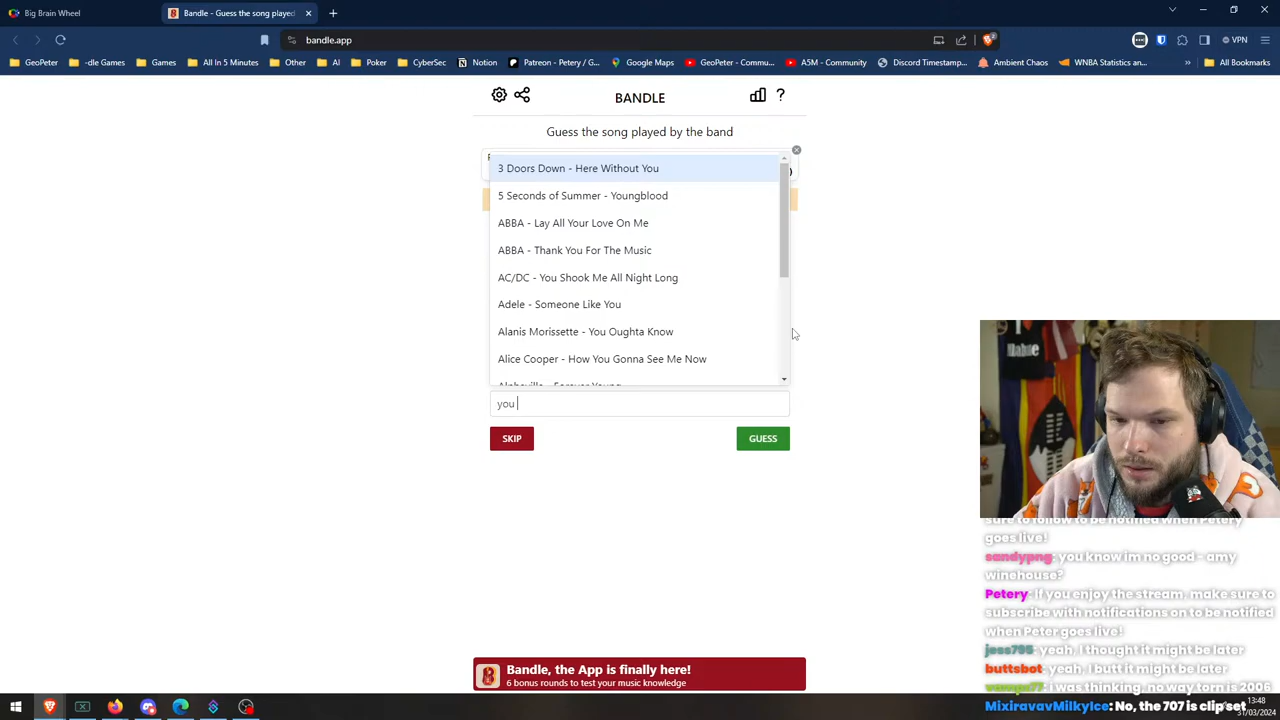 Big Brain Wheel
Bandle - Guess the song played
bandle.app
GeoPeter
-dle Games
Games
All In 5 Minutes
Other
AI
Poker
CyberSec
Notion
Patreon - Petery / G...
Google Maps
GeoPeter - Commu...
A5M - Community
Discord Timestamp...
Ambient Chaos
WNBA Statistics an...
All Bookmarks
VPN
BANDLE
?
Guess the song played by the band
3 Doors Down - Here Without You
5 Seconds of Summer - Youngblood
ABBA - Lay All Your Love On Me
ABBA - Thank You For The Music
AC/DC - You Shook Me All Night Long
Adele - Someone Like You
Alanis Morissette - You Oughta Know
Alice Cooper - How You Gonna See Me Now
Alphaville - Forever Young
you
SKIP
GUESS
sure to follow to be notified when Petery
goes live!
sandypng: you know im no good - amy
winehouse?
Petery: If you enjoy the stream, make sure to
subscribe with notifications on to be notified
when Peter goes live!
jess795: yeah, I thought it might be later
buttsbot: yeah, I butt it might be later
I was thinking, no way torn is 2006
MixiravavMilkyIce: No, the 707 is clip set
Bandle, the App is finally here!
6 bonus rounds to test your music knowledge
13:48